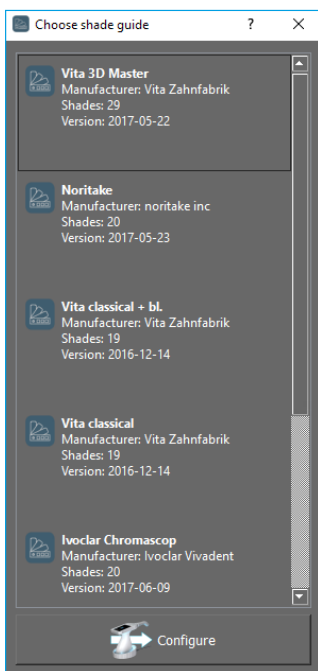 Choose shade guide
?
Vita 3D Master
Manufacturer: Vita Zahnfabrik
Shades: 29
Version: 2017-05-22
Noritake
Manufacturer: noritake inc
Shades: 20
Version: 2017-05-23
Vita classical + bl.
Manufacturer: Vita Zahnfabrik
Shades: 19
Version: 2016-12-14
Vita classical
Manufacturer: Vita Zahnfabrik
Shades: 19
Version: 2016-12-14
Ivoclar Chromascop
Manufacturer: Ivoclar Vivadent
Shades: 20
Version: 2017-06-09
Configure